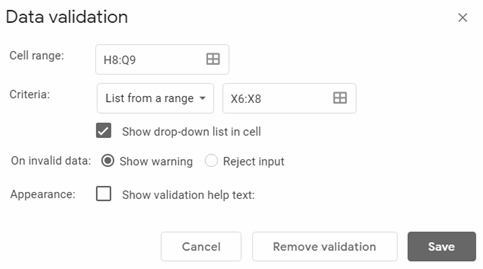 Data validation
Cell range: H8:Q9
Criteria: List from a range X6:X8
Show drop-down list in cell
On invalid data: Show warning Reject input
Appearance: Show validation help text:
Cancel Remove validation Save